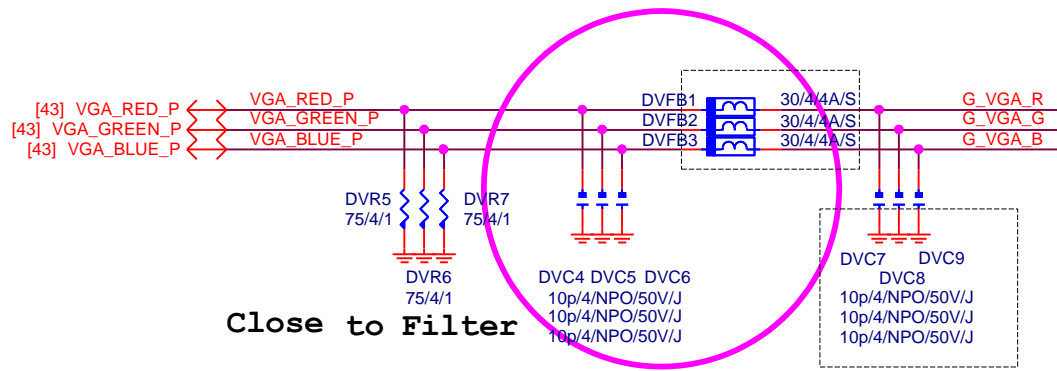 [43] VGA_RED_P VGA_RED_P DVFB1 30/4/4A/S G_VGA_R
[43] VGA_GREEN_P VGA_GREEN_P DVFB2 30/4/4A/S G_VGA_G
[43] VGA_BLUE_P VGA_BLUE_P DVFB3 30/4/4A/S G_VGA_B
DVR5 DVR7
75/4/1 75/4/1
DVR6
75/4/1
Close to Filter
DVC4 DVC5 DVC6
10p/4/NPO/50V/J
10p/4/NPO/50V/J
10p/4/NPO/50V/J
DVC7 DVC9
DVC8
10p/4/NPO/50V/J
10p/4/NPO/50V/J
10p/4/NPO/50V/J